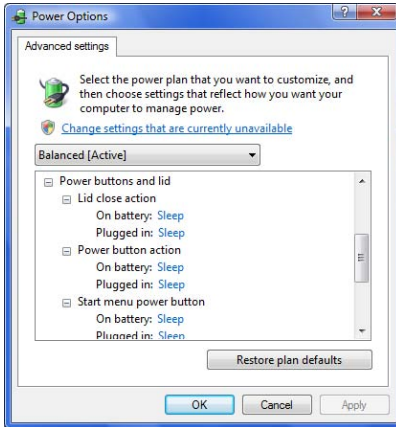 Power Options
Advanced settings
Select the power plan that you want to customize, and
then choose settings that reflect how you want your
computer to manage power.
Change settings that are currently unavailable
Balanced [Active]
Power buttons and lid
Lid close action
On battery: Sleep
Plugged in: Sleep
Power button action
On battery: Sleep
Plugged in: Sleep
Start menu power button
On battery: Sleep
Plugged in: Sleep
Restore plan defaults
OK
Cancel
Apply